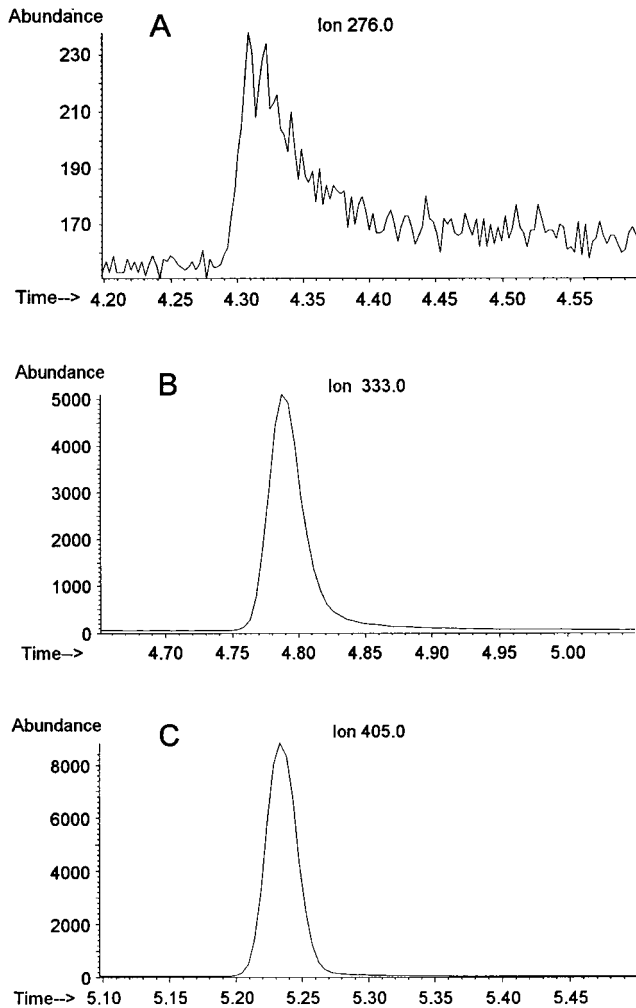 Abundance
A
Ion 276.0
230
210
190
170
Time-->
4.20 4.25 4.30 4.35 4.40 4.45 4.50 4.55
Abundance
B
Ion 333.0
5000
4000
3000
2000
1000
0
Time-->
4.70 4.75 4.80 4.85 4.90 4.95 5.00
Abundance
C
Ion 405.0
8000
6000
4000
2000
0
Time-->
5.10 5.15 5.20 5.25 5.30 5.35 5.40 5.45